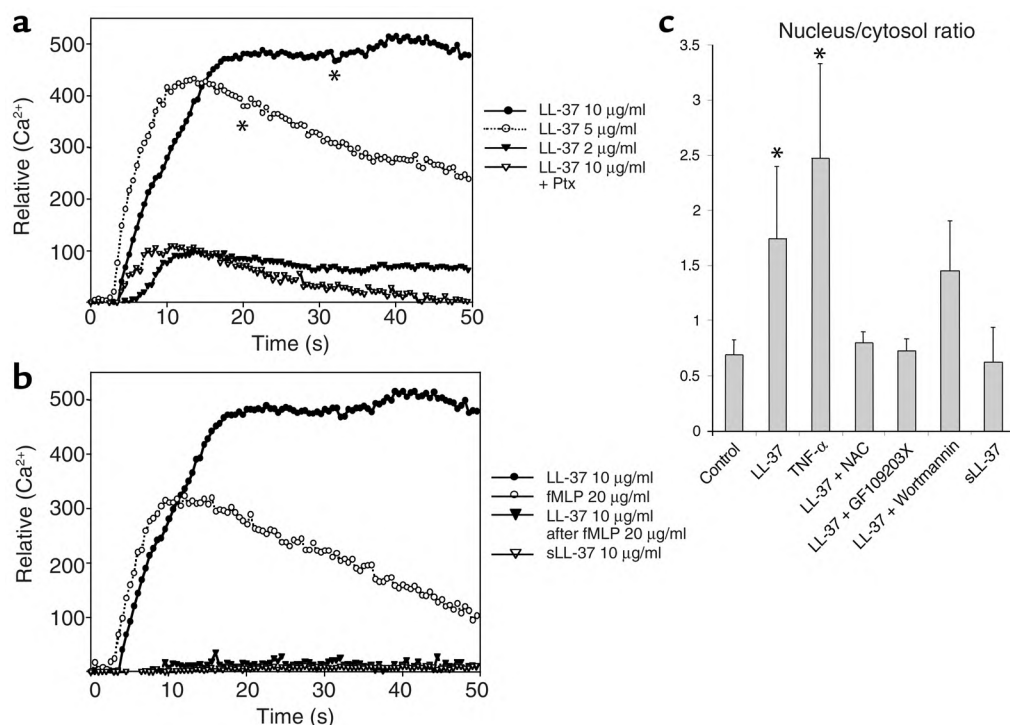 a
500
400
300
200
100
0
Relative (Ca2+)
0 10 20 30 40 50
Time (s)
*
*
LL-37 10 µg/ml
LL-37 5 µg/ml
LL-37 2 µg/ml
LL-37 10 µg/ml
+ Ptx
b
500
400
300
200
100
Relative (Ca2+)
0 10 20 30 40 50
Time (s)
LL-37 10 µg/ml
fMLP 20 µg/ml
LL-37 10 µg/ml
after fMLP 20 µg/ml
sLL-37 10 µg/ml
c
Nucleus/cytosol ratio
3.5
3
2.5
2
1.5
1
0.5
0
*
*
Control
LL-37
TNF-α
LL-37 + NAC
LL-37 + GF109203X
LL-37 + Wortmannin
sLL-37